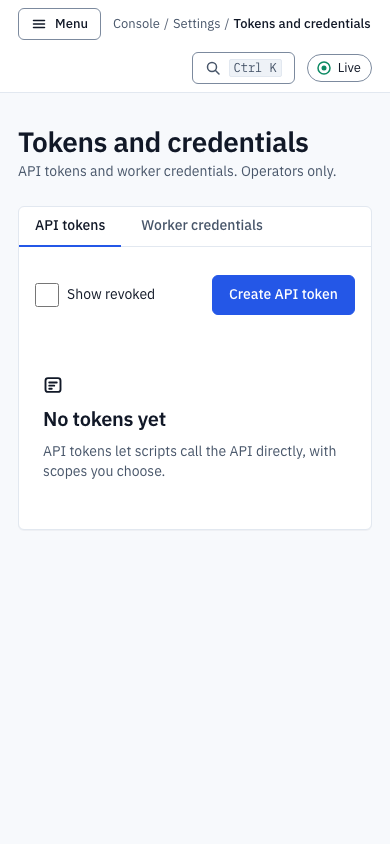 Menu
Console / Settings / Tokens and credentials
Ctrl K
Live
Tokens and credentials
API tokens and worker credentials. Operators only.
API tokens
Worker credentials
Show revoked
Create API token
No tokens yet
API tokens let scripts call the API directly, with
scopes you choose.